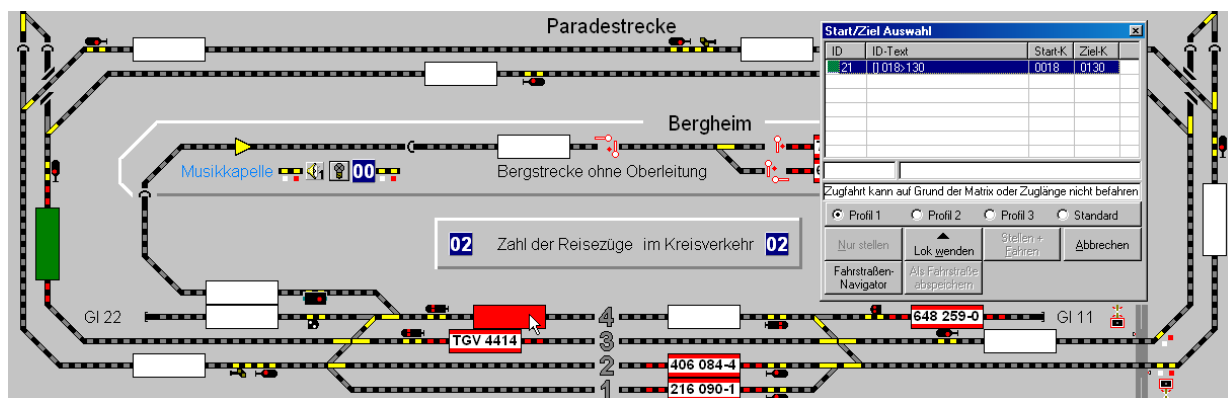 Paradestrecke
Start/Ziel Auswahl
ID ID-Text Start-K Ziel-K
21 [] 018>130 0018 0130
Bergheim
Musikkapelle 00
Bergstrecke ohne Oberleitung
Zugfahrt kann auf Grund der Matrix oder Zuglänge nicht befahren
Profil 1 Profil 2 Profil 3 Standard
Nur stellen Lok wenden Stellen + Fahren Abbrechen
Fahrstraßen-Navigator Als Fahrstraße abspeichern
02 Zahl der Reisezüge im Kreisverkehr 02
Gl 22 4 648 259-0 Gl 11
TGV 4414 3
2 406 084-4
1 216 090-1